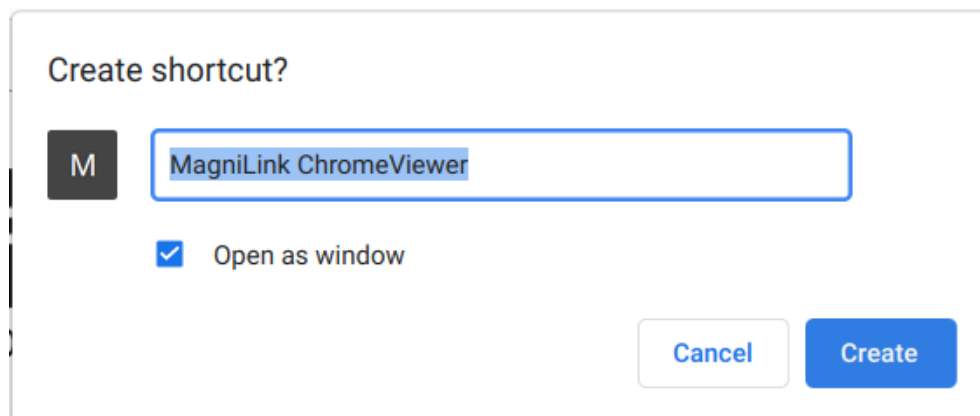 Create shortcut?
M
MagniLink ChromeViewer
Open as window
Cancel
Create